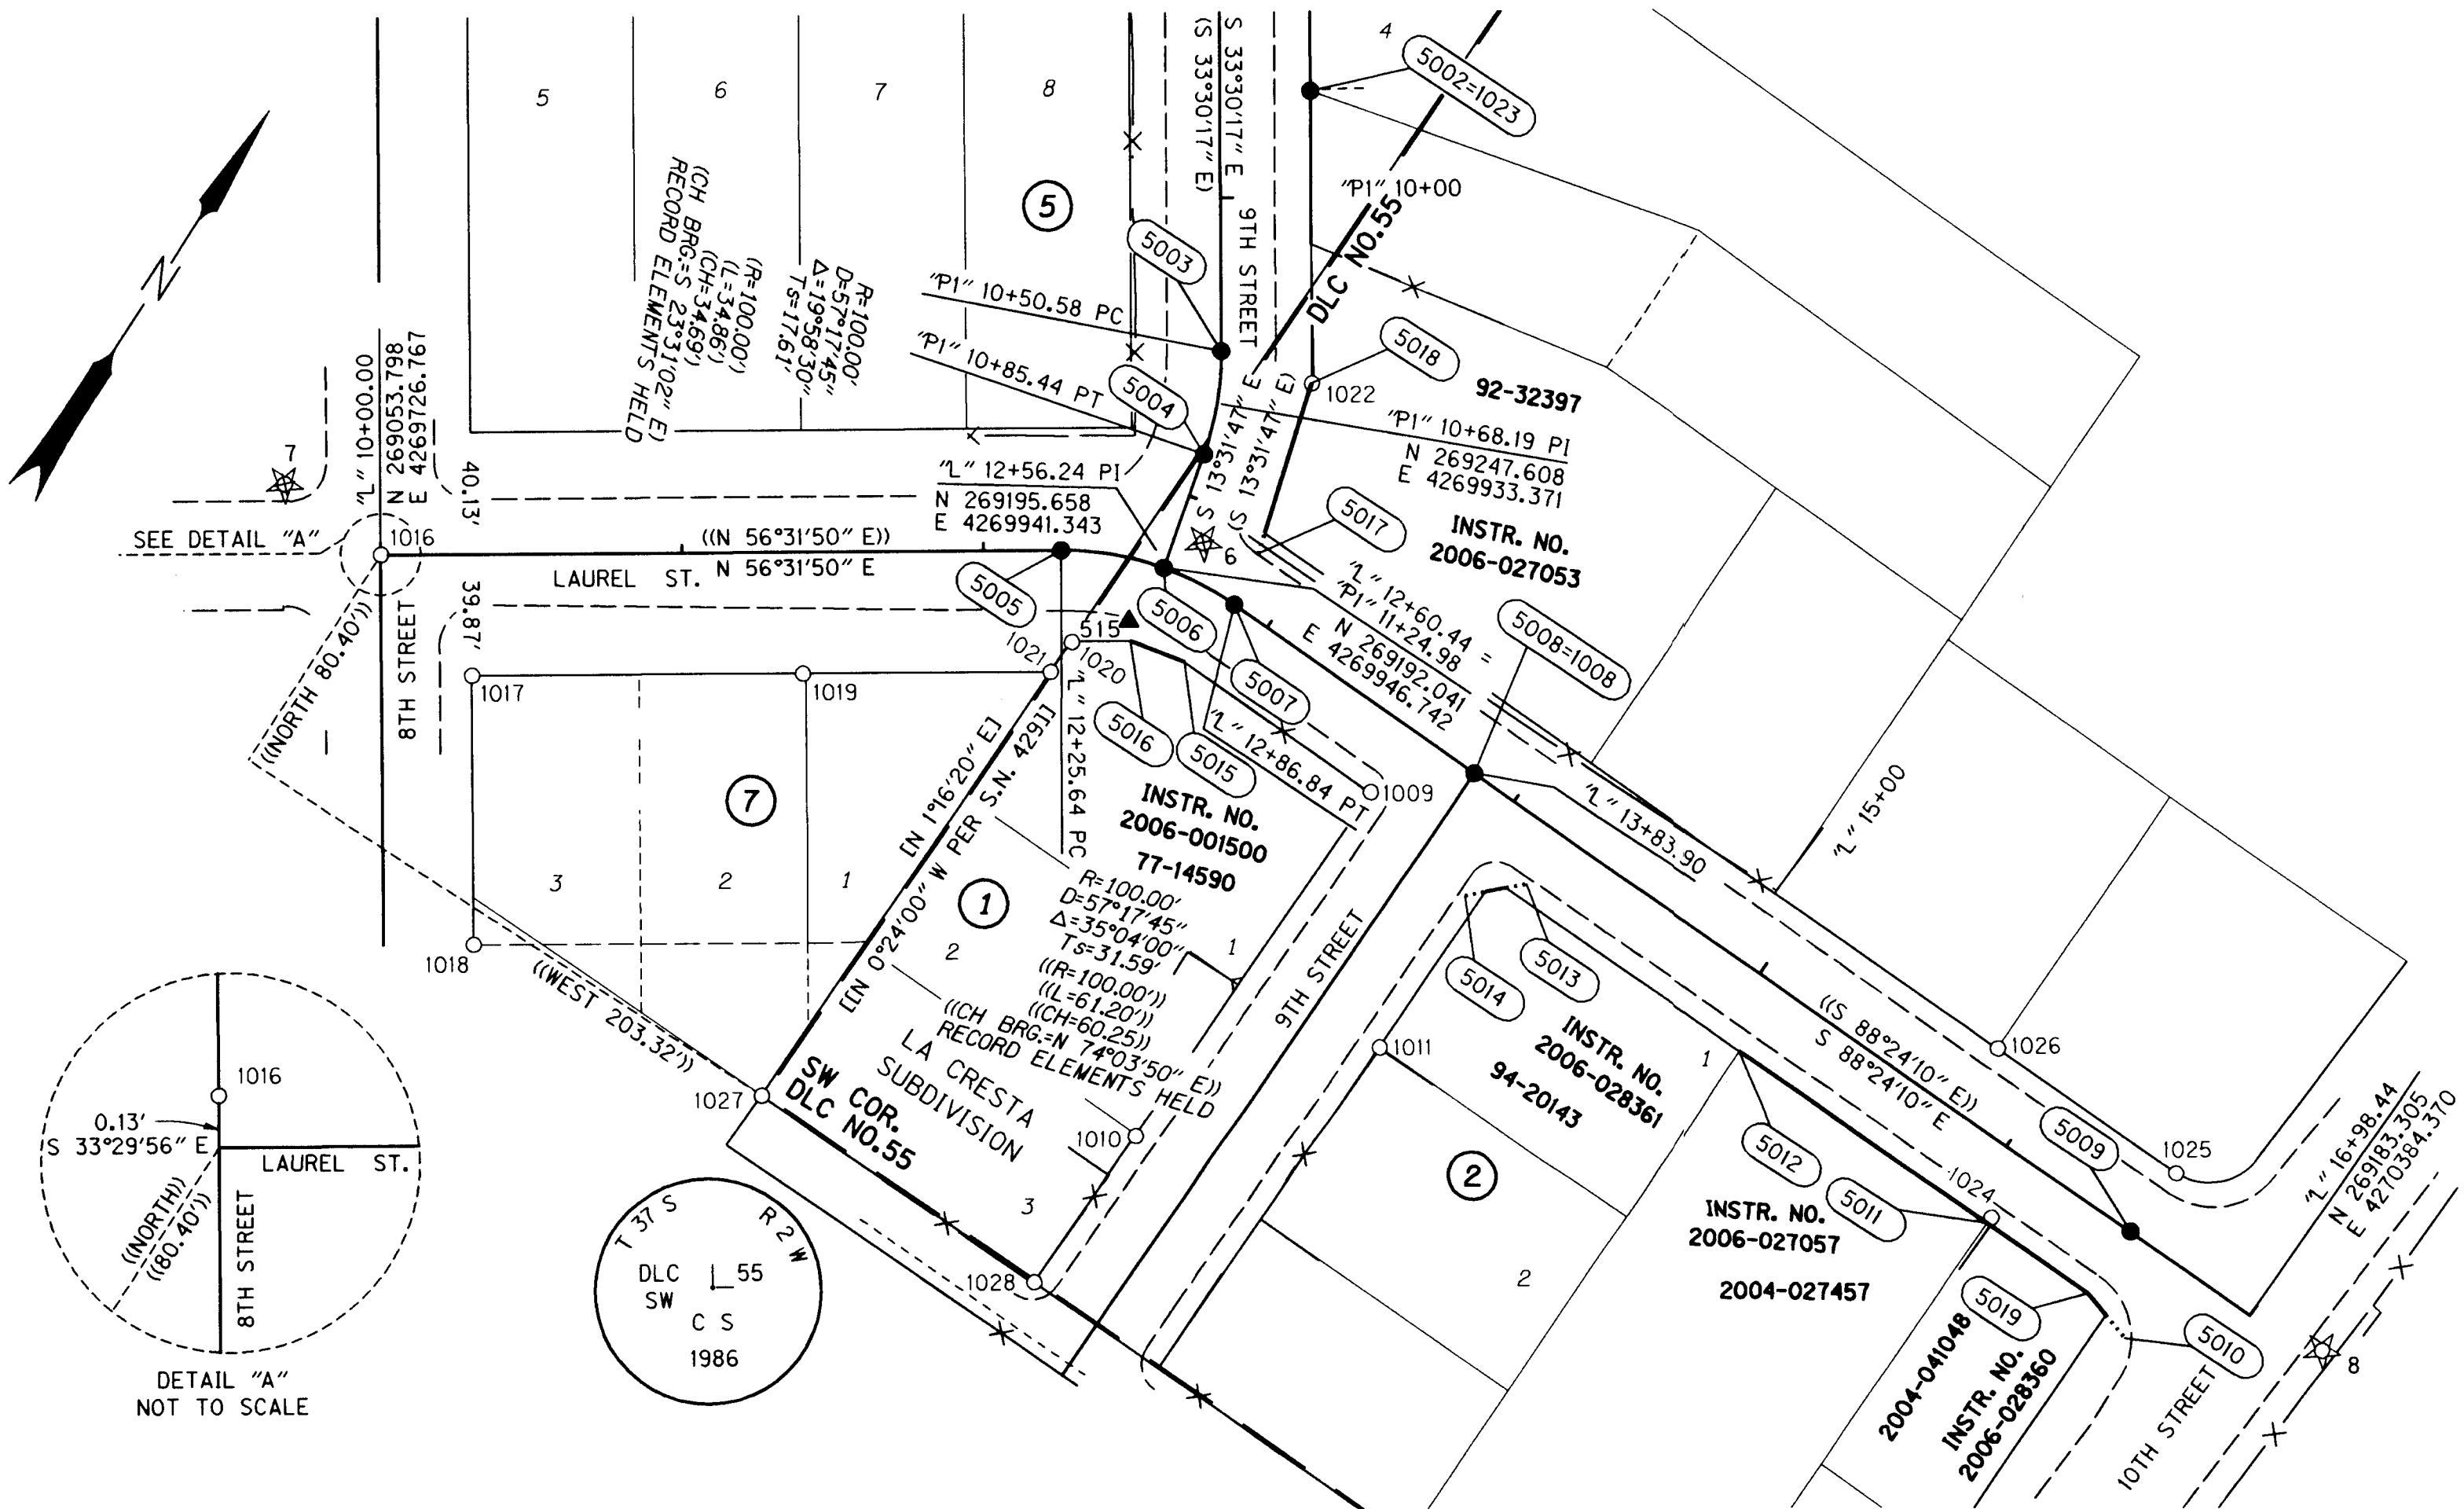 5
6
7
8
4
5002=1023
(S 33°30'17" E)
S 33°30'17" E
9TH STREET
"P1" 10+00
DLC NO.55
5
5003
"P1" 10+50.58 PC
"P1" 10+85.44 PT
5004
R=100.00'
D=57°17'45"
Δ=19°58'30"
Ts=17.61'
(R=100.00')
(L=34.86')
(CH=34.69')
(CH BRG=S 23°31'02" E)
RECORD ELEMENTS HELD
N
5018
1022
92-32397
"P1" 10+68.19 PI
N 269247.608
E 4269933.371
S 13°31'47" E
(S 13°31'47" E)
"L" 10+00.00
N 269053.798
E 4269726.767
7
40.13'
"L" 12+56.24 PI
N 269195.658
E 4269941.343
5017
INSTR. NO.
2006-027053
SEE DETAIL "A"
1016
((N 56°31'50" E))
N 56°31'50" E
LAUREL ST.
6
39.87'
8TH STREET
((NORTH 80.40'))
5005
5006
515
1021
1020
"L" 12+60.44 =
"P1" 11+24.98
N 269192.041
E 4269946.742
5008=1008
5007
1017
1019
5016
5015
"L" 12+86.84 PT
"L" 12+25.64 PC
1009
"L" 13+83.90
"L" 15+00
[N 1°16'20" E]
[[N 0°24'00" W PER S.N. 429]]
INSTR. NO.
2006-001500
77-14590
7
3
2
1
1
2
1
R=100.00'
D=57°17'45"
Δ=35°04'00"
Ts=31.59'
((R=100.00'))
((L=61.20'))
((CH=60.25))
((CH BRG.=N 74°03'50" E))
RECORD ELEMENTS HELD
LA CRESTA
SUBDIVISION
1018
((WEST 203.32'))
9TH STREET
5014
5013
1011
INSTR. NO.
2006-028361
94-20143
1
((S 88°24'10" E))
S 88°24'10" E
1026
1025
5009
"L" 16+98.44
N 269183.305
E 4270384.370
1027
SW COR.
DLC NO.55
1010
3
1028
2
2
5012
5011
1024
INSTR. NO.
2006-027057
2004-027457
5019
2004-041048
INSTR. NO.
2006-028360
5010
8
10TH STREET
1016
0.13'
S 33°29'56" E
LAUREL ST.
((NORTH))
((80.40'))
8TH STREET
DETAIL "A"
NOT TO SCALE
T 37 S
R 2 W
DLC 55
SW
C S
1986